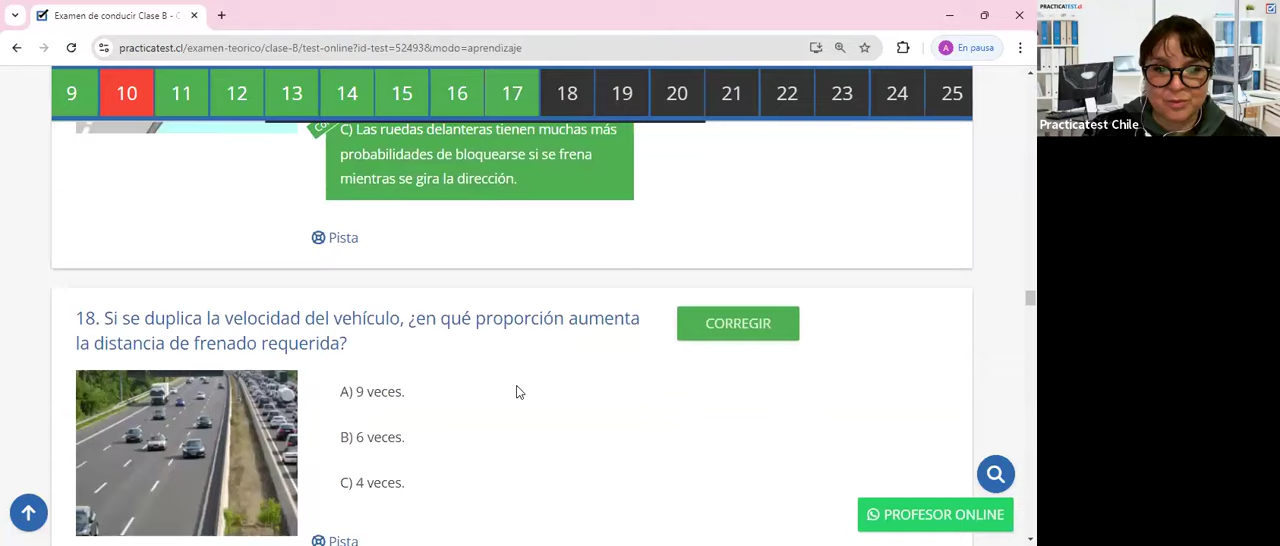 Examen de conducir Clase B - C
practicatest.cl/examen-teorico/clase-B/test-online?id-test=52493&modo=aprendizaje
A
En pausa
9 10 11 12 13 14 15 16 17 18 19 20 21 22 23 24 25
C) Las ruedas delanteras tienen muchas más
probabilidades de bloquearse si se frena
mientras se gira la dirección.
Pista
18. Si se duplica la velocidad del vehículo, ¿en qué proporción aumenta
la distancia de frenado requerida?
CORREGIR
A) 9 veces.
B) 6 veces.
C) 4 veces.
Pista
PROFESOR ONLINE
PRACTICATEST.cl
Practicatest Chile